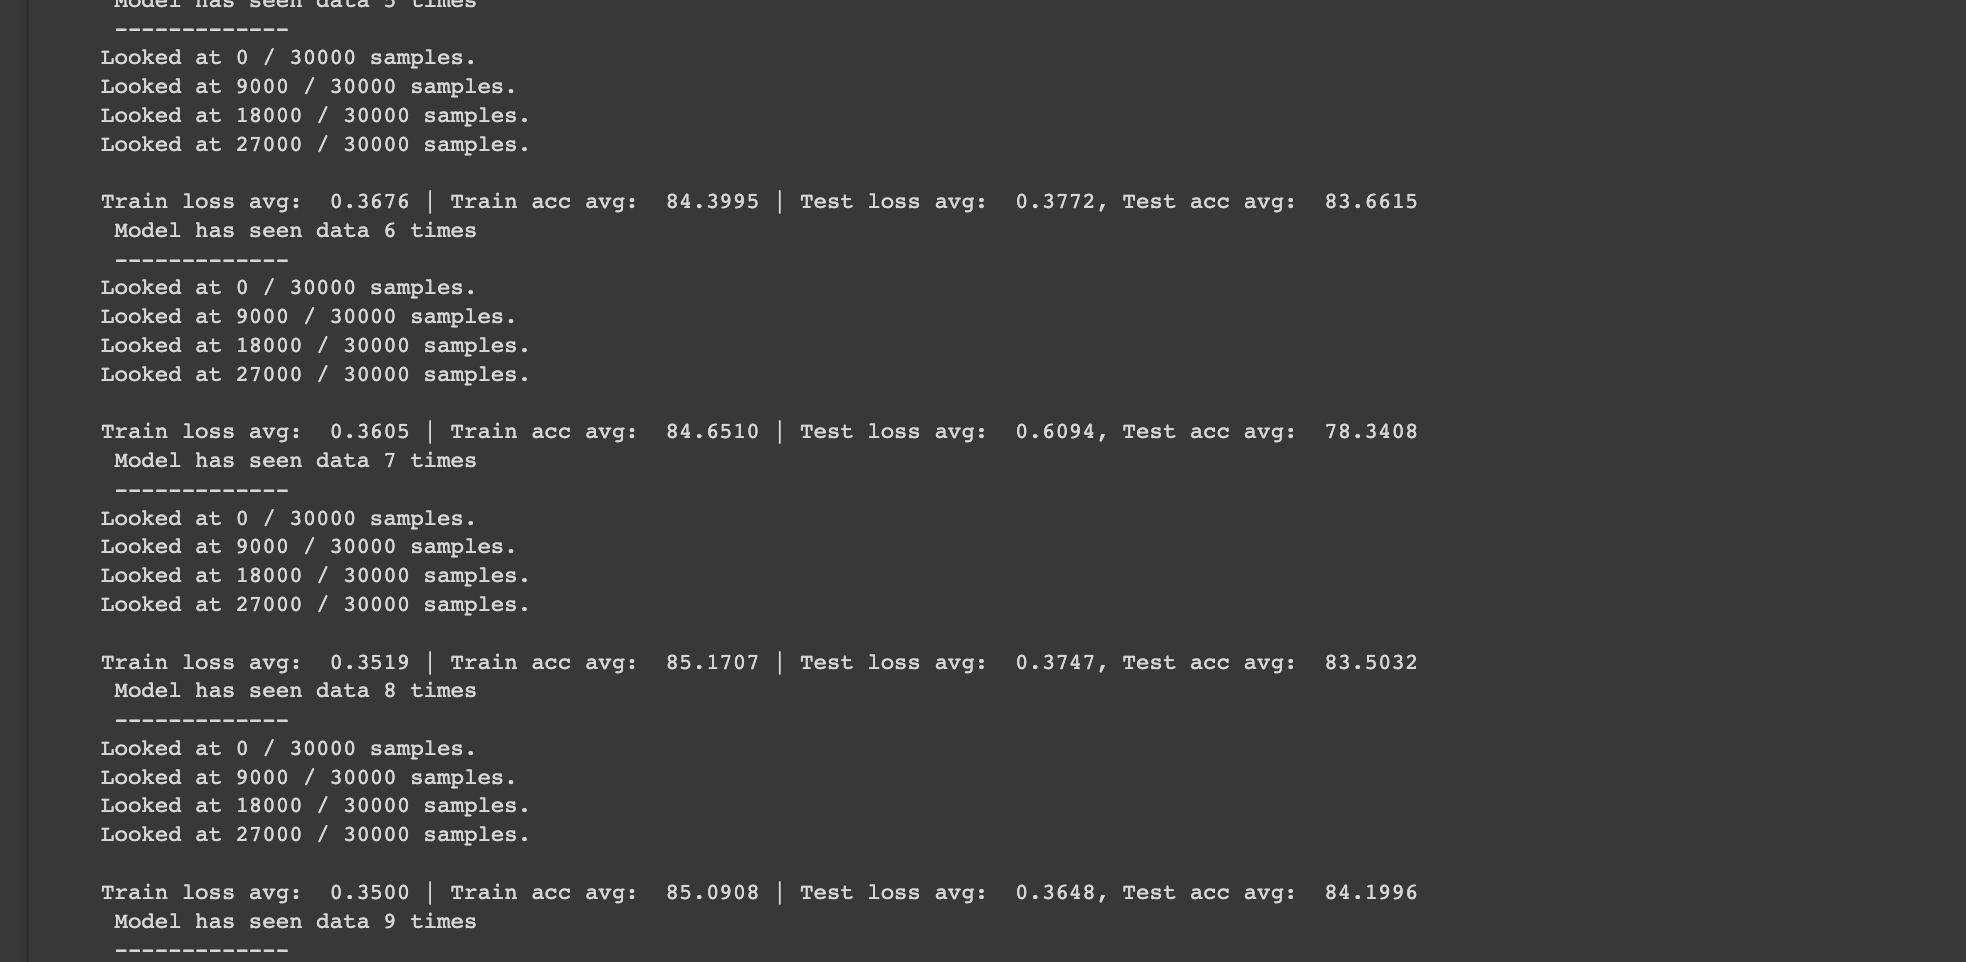 Model has seen data 5 times
-------------
Looked at 0 / 30000 samples.
Looked at 9000 / 30000 samples.
Looked at 18000 / 30000 samples.
Looked at 27000 / 30000 samples.
Train loss avg:  0.3676 | Train acc avg:  84.3995 | Test loss avg:  0.3772, Test acc avg:  83.6615
Model has seen data 6 times
-------------
Looked at 0 / 30000 samples.
Looked at 9000 / 30000 samples.
Looked at 18000 / 30000 samples.
Looked at 27000 / 30000 samples.
Train loss avg:  0.3605 | Train acc avg:  84.6510 | Test loss avg:  0.6094, Test acc avg:  78.3408
Model has seen data 7 times
-------------
Looked at 0 / 30000 samples.
Looked at 9000 / 30000 samples.
Looked at 18000 / 30000 samples.
Looked at 27000 / 30000 samples.
Train loss avg:  0.3519 | Train acc avg:  85.1707 | Test loss avg:  0.3747, Test acc avg:  83.5032
Model has seen data 8 times
-------------
Looked at 0 / 30000 samples.
Looked at 9000 / 30000 samples.
Looked at 18000 / 30000 samples.
Looked at 27000 / 30000 samples.
Train loss avg:  0.3500 | Train acc avg:  85.0908 | Test loss avg:  0.3648, Test acc avg:  84.1996
Model has seen data 9 times
-------------